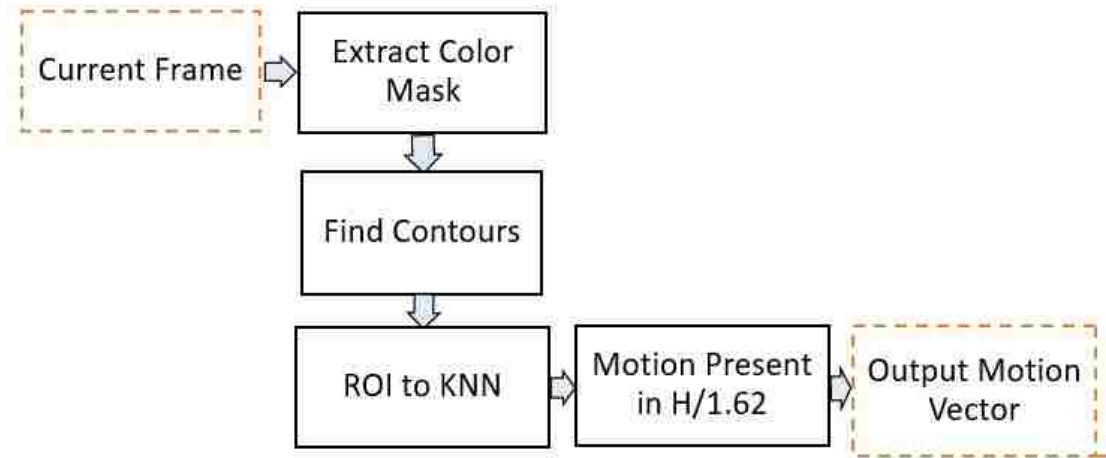 Current Frame
Extract Color
Mask
Find Contours
ROI to KNN
Motion Present
in H/1.62
Output Motion
Vector